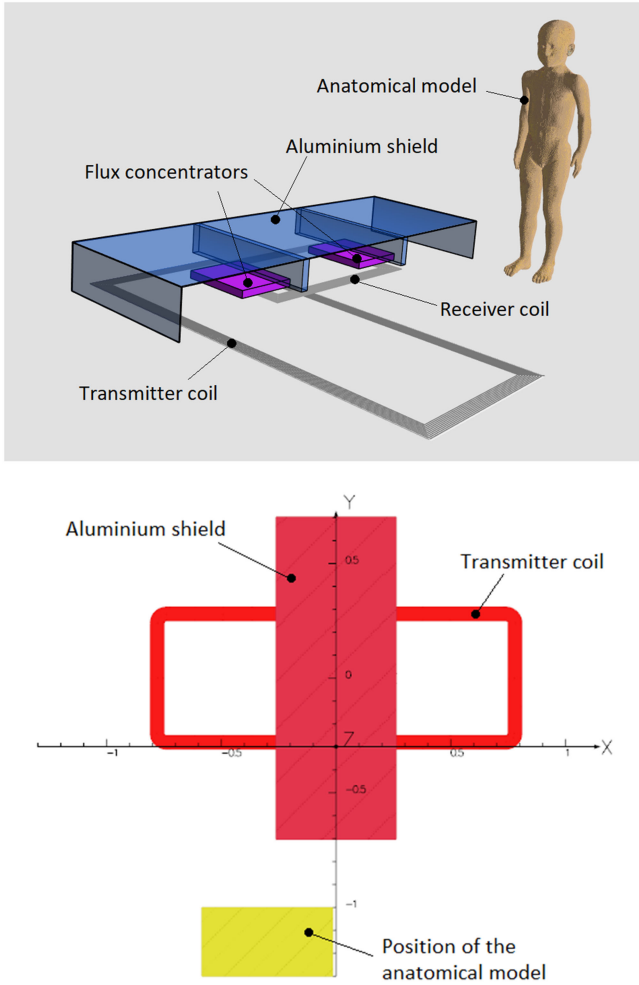 Anatomical model
Aluminium shield
Flux concentrators
Receiver coil
Transmitter coil
Y
Aluminium shield
0.5
Transmitter coil
0
Z
X
-1
-0.5
0.5
1
-0.5
-1
Position of the
anatomical model